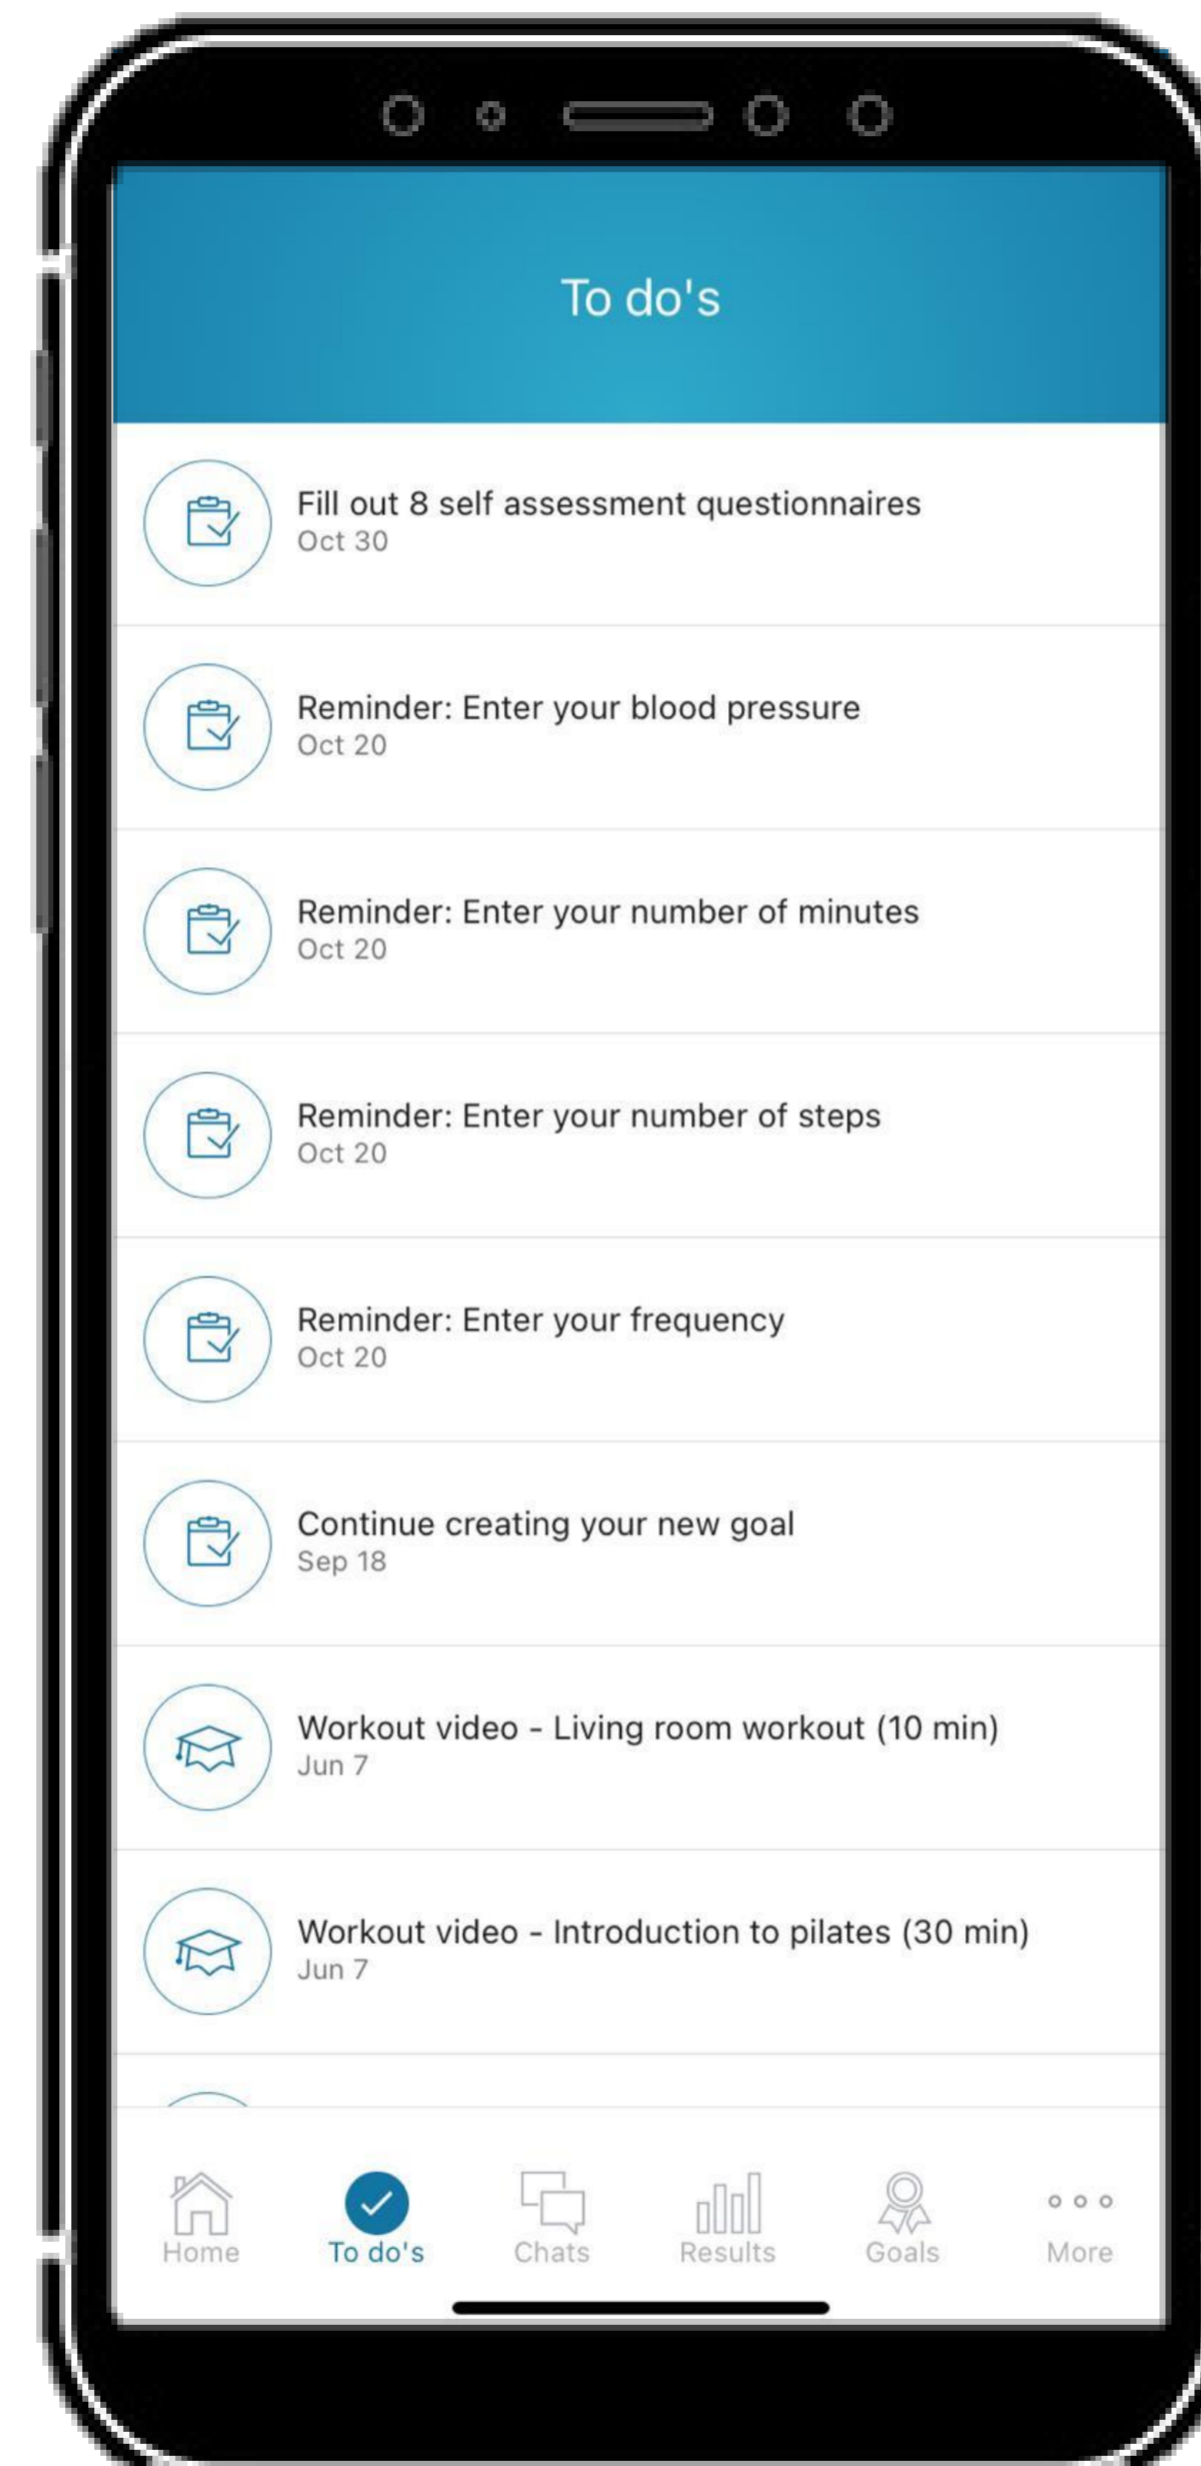 To do's
Fill out 8 self assessment questionnaires
Oct 30
Reminder: Enter your blood pressure
Oct 20
Reminder: Enter your number of minutes
Oct 20
Reminder: Enter your number of steps
Oct 20
Reminder: Enter your frequency
Oct 20
Continue creating your new goal
Sep 18
Workout video - Living room workout (10 min)
Jun 7
Workout video - Introduction to pilates (30 min)
Jun 7
Home To do's Chats Results Goals More